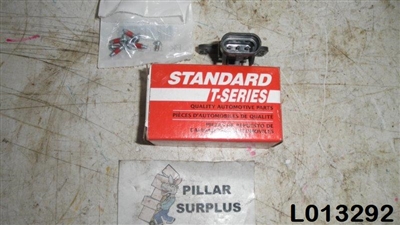 STANDARD
T-SERIES
QUALITY AUTOMOTIVE PARTS
PIÈCES D'AUTOMOBILES DE QUALITÉ
PILLAR
SURPLUS
L013292